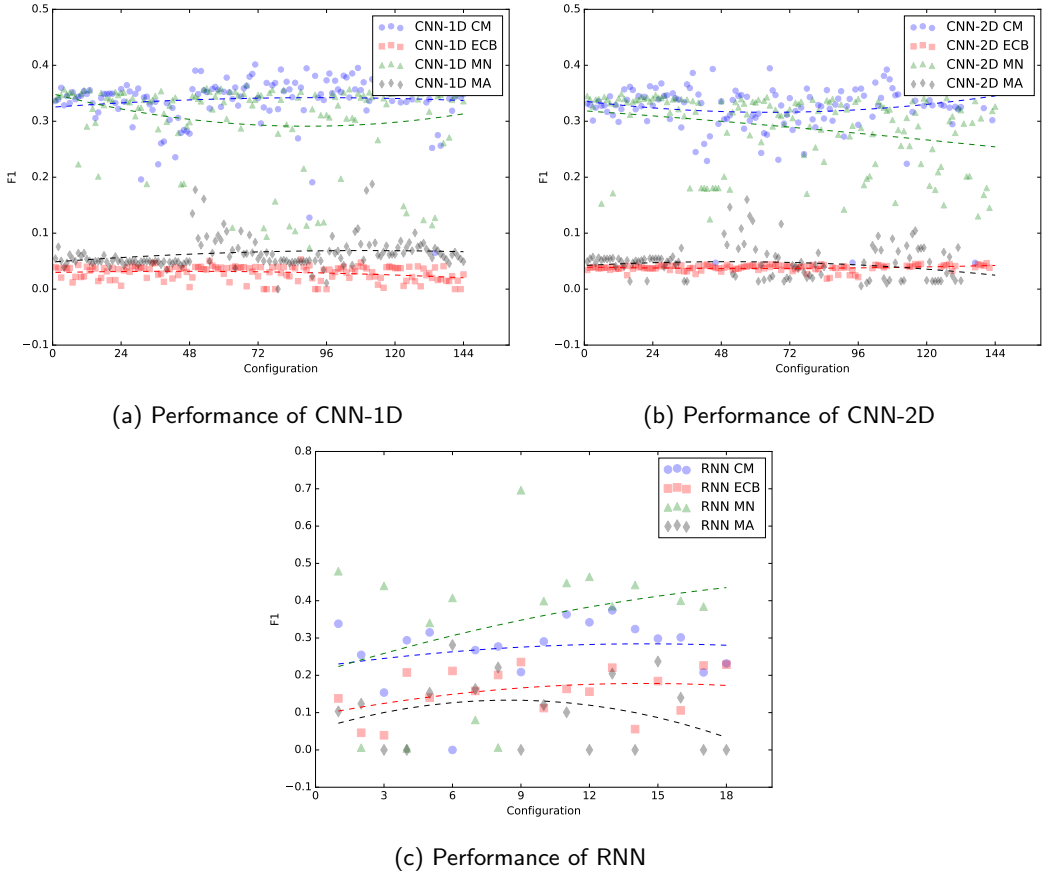 0.5
0.4
0.3
0.2
0.1
0.0
−0.1
F1
0 24 48 72 96 120 144
Configuration
CNN-1D CM
CNN-1D ECB
CNN-1D MN
CNN-1D MA
(a) Performance of CNN-1D
0.5
0.4
0.3
0.2
0.1
0.0
−0.1
F1
0 24 48 72 96 120 144
Configuration
CNN-2D CM
CNN-2D ECB
CNN-2D MN
CNN-2D MA
(b) Performance of CNN-2D
0.8
0.7
0.6
0.5
0.4
0.3
0.2
0.1
0.0
−0.1
F1
0 3 6 9 12 15 18
Configuration
RNN CM
RNN ECB
RNN MN
RNN MA
(c) Performance of RNN